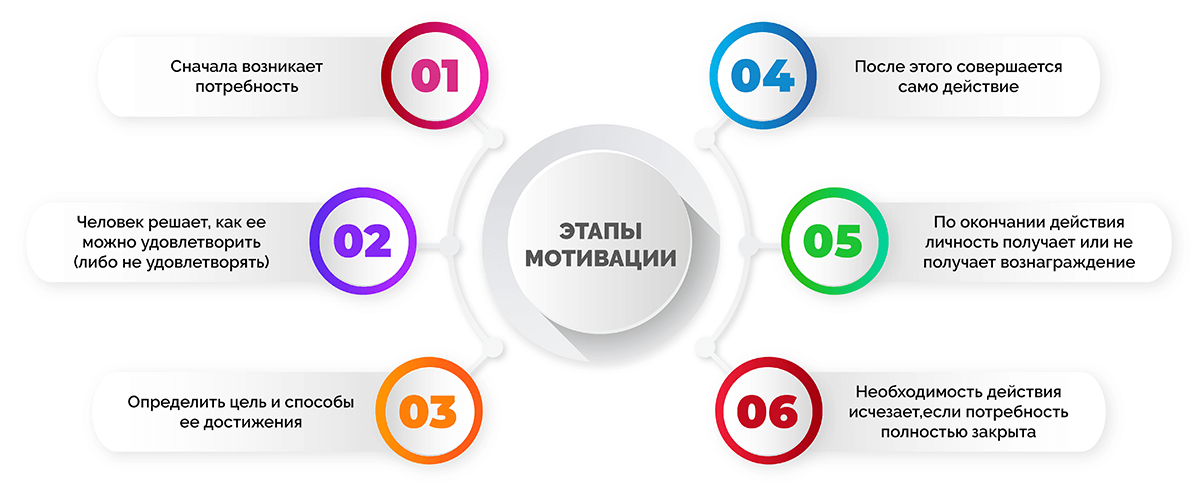 ЭТАПЫ
МОТИВАЦИИ
01
Сначала возникает
потребность
02
Человек решает, как ее
можно удовлетворить
(либо не удовлетворять)
03
Определить цель и способы
ее достижения
04
После этого совершается
само действие
05
По окончании действия
личность получает или не
получает вознаграждение
06
Необходимость действия
исчезает,если потребность
полностью закрыта